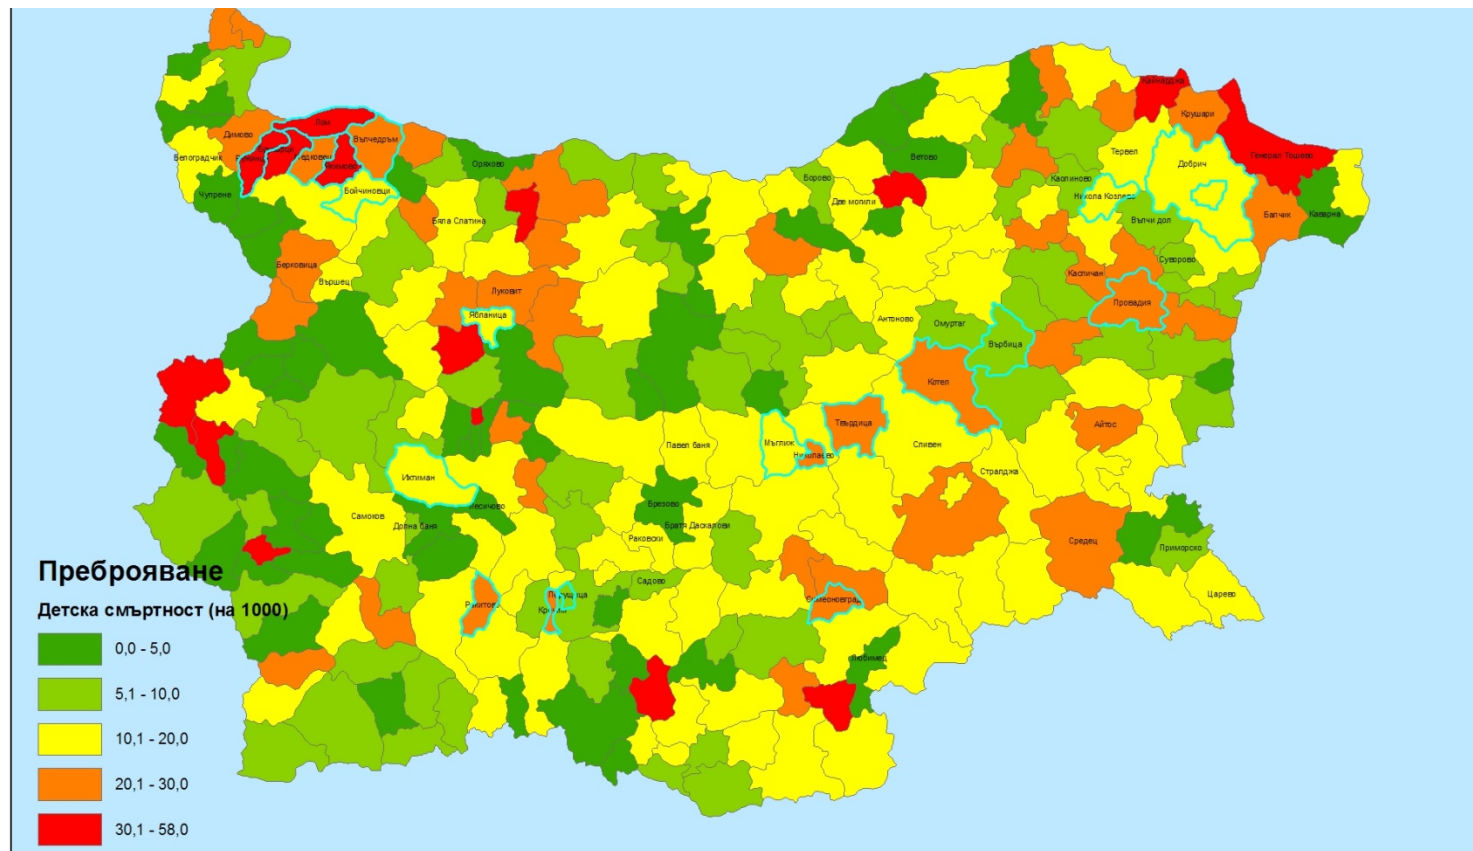 Кайнарджа
Крушари
Лом
Димово
Вълчедръм
Генерал Тошево
Тервел
Белоградчик
Оряхово
Ветово
Добрич
Каолиново
Борово
Чупрене
Бойчиновци
Две могили
Никола Козлево
Балчик
Каварна
Бяла Слатина
Вълчи дол
Суворово
Берковица
Каспичан
Вършец
Луковит
Провадия
Ябланица
Антоново
Омуртаг
Върбица
Котел
Твърдица
Айтос
Павел баня
Мъглиж
Сливен
Николаево
Ихтиман
Страпджа
Брезово
Лесичово
Самоков
Долна баня
Братя Даскалови
Раковски
Средец
Приморско
Преброяване
Садово
Царево
Ракитово
Симеоновград
Детска смъртност (на 1000)
0,0 - 5,0
Любимец
5,1 - 10,0
10,1 - 20,0
20,1 - 30,0
30,1 - 58,0